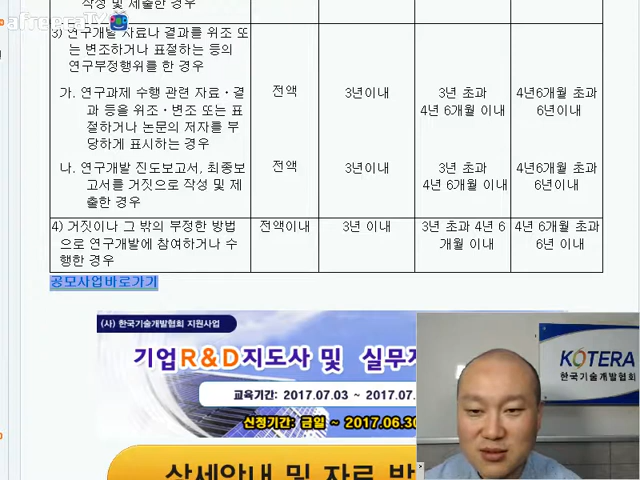 afreecaTV
작성 및 제출한 경우
3) 연구개발 자료나 결과를 위조 또
는 변조하거나 표절하는 등의
연구부정행위를 한 경우
가. 연구과제 수행 관련 자료·결
과 등을 위조·변조 또는 표
절하거나 논문의 저자를 부
당하게 표시하는 경우
전액
3년이내
3년 초과
4년 6개월 이내
4년6개월 초과
6년이내
나. 연구개발 진도보고서, 최종보
고서를 거짓으로 작성 및 제
출한 경우
전액
3년이내
3년 초과
4년 6개월 이내
4년6개월 초과
6년이내
4) 거짓이나 그 밖의 부정한 방법
으로 연구개발에 참여하거나 수
행한 경우
전액이내
3년 이내
3년 초과 4년 6
개월 이내
4년 6개월 초과
6년 이내
공모사업바로가기
(사) 한국기술개발협회 지원사업
기업R&D지도사 및 실무
교육기간: 2017.07.03 ~ 2017.07.
신청기간: 금일 ~ 2017.06.30
상세안내 및 자료
KOTERA
한국기술개발협회